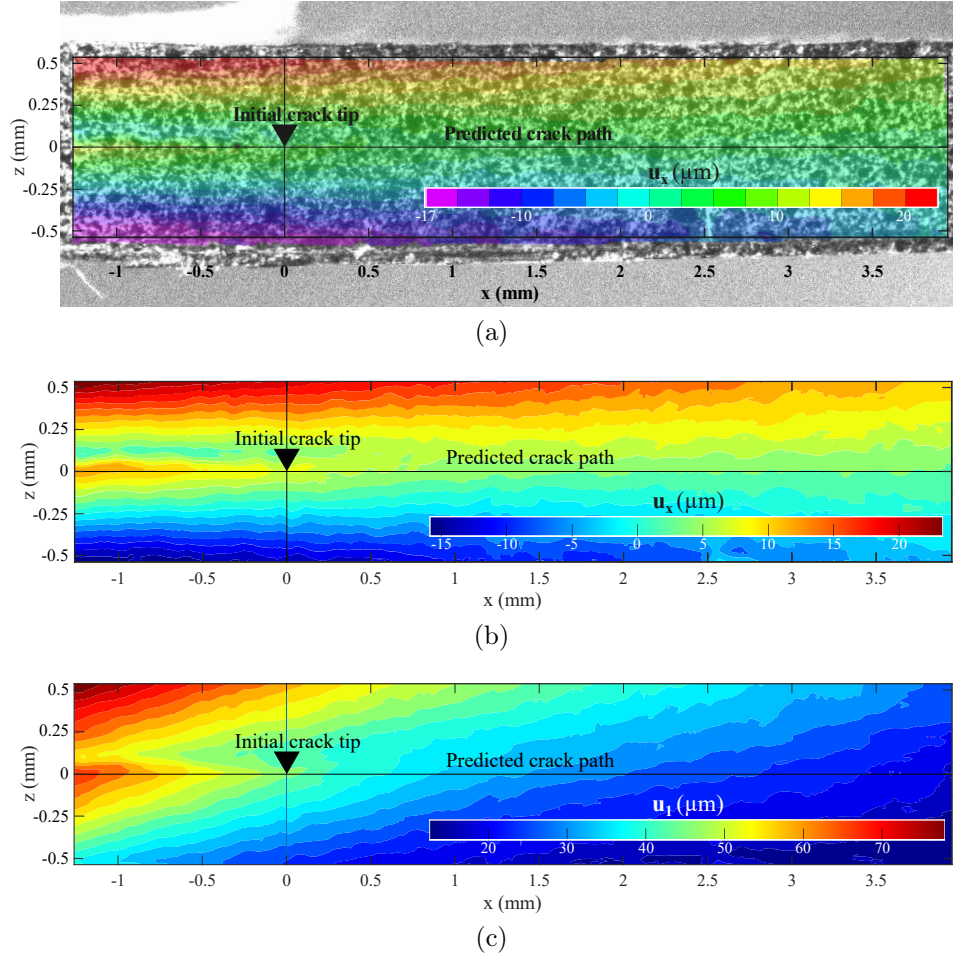 0.5
0.25
Initial crack tip
Predicted crack path
0
z (mm)
u_x (μm)
-0.25
-17 -10 0 10 20
-0.5
-1 -0.5 0 0.5 1 1.5 2 2.5 3 3.5
x (mm)
(a)
0.5
0.25
Initial crack tip
Predicted crack path
0
z (mm)
u_x (μm)
-0.25
-15 -10 -5 0 5 10 15 20
-0.5
-1 -0.5 0 0.5 1 1.5 2 2.5 3 3.5
x (mm)
(b)
0.5
0.25
Initial crack tip
Predicted crack path
0
z (mm)
u_1 (μm)
-0.25
20 30 40 50 60 70
-0.5
-1 -0.5 0 0.5 1 1.5 2 2.5 3 3.5
x (mm)
(c)